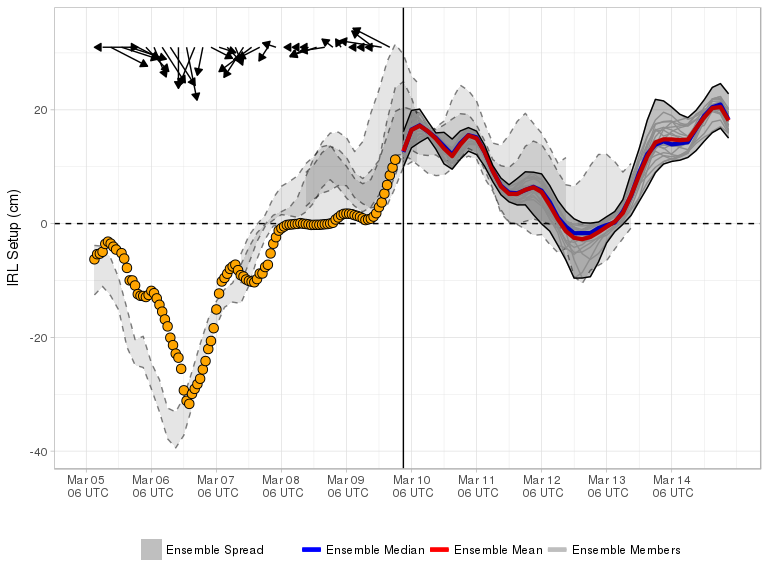 IRL Setup (cm)
20
0
-20
-40
Mar 05 Mar 06 Mar 07 Mar 08 Mar 09 Mar 10 Mar 11 Mar 12 Mar 13 Mar 14
06 UTC 06 UTC 06 UTC 06 UTC 06 UTC 06 UTC 06 UTC 06 UTC 06 UTC 06 UTC
Ensemble Spread Ensemble Median Ensemble Mean Ensemble Members